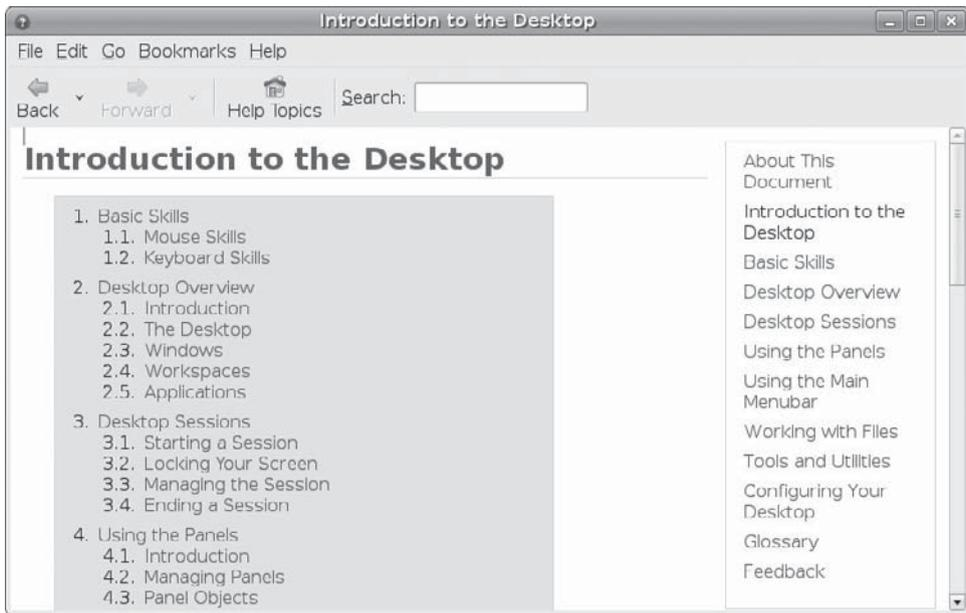 Introduction to the Desktop
File Edit Go Bookmarks Help
Back Forward Help Topics Search:
Introduction to the Desktop
1. Basic Skills
1.1. Mouse Skills
1.2. Keyboard Skills
2. Desktop Overview
2.1. Introduction
2.2. The Desktop
2.3. Windows
2.4. Workspaces
2.5. Applications
3. Desktop Sessions
3.1. Starting a Session
3.2. Locking Your Screen
3.3. Managing the Session
3.4. Ending a Session
4. Using the Panels
4.1. Introduction
4.2. Managing Panels
4.3. Panel Objects
About This
Document
Introduction to the
Desktop
Basic Skills
Desktop Overview
Desktop Sessions
Using the Panels
Using the Main
Menubar
Working with Files
Tools and Utilities
Configuring Your
Desktop
Glossary
Feedback